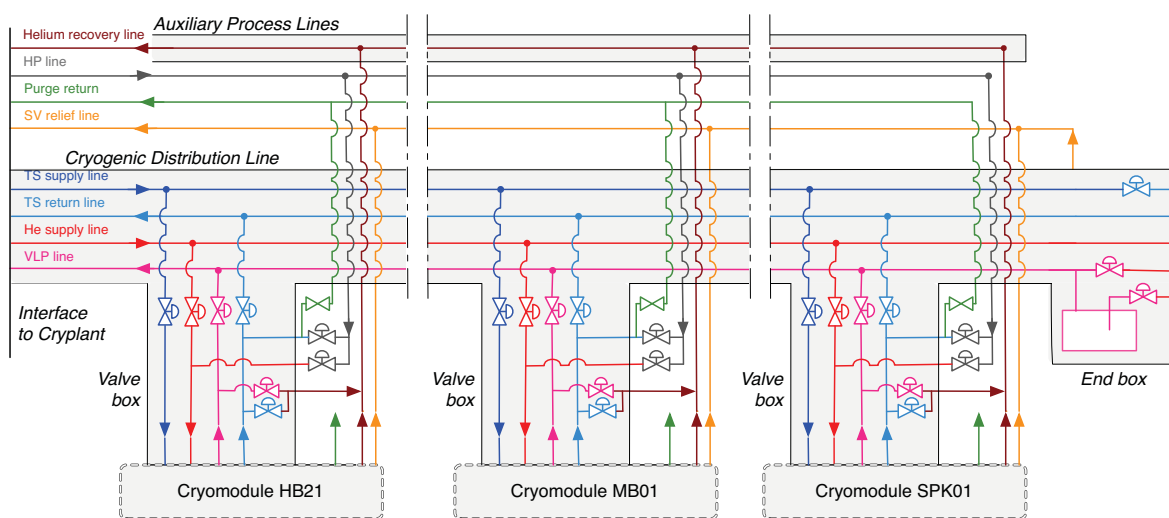 Auxiliary Process Lines
Helium recovery line
HP line
Purge return
SV relief line
Cryogenic Distribution Line
TS supply line
TS return line
He supply line
VLP line
Interface
to Cryplant
Valve
box
Valve
box
Valve
box
End box
Cryomodule HB21
Cryomodule MB01
Cryomodule SPK01